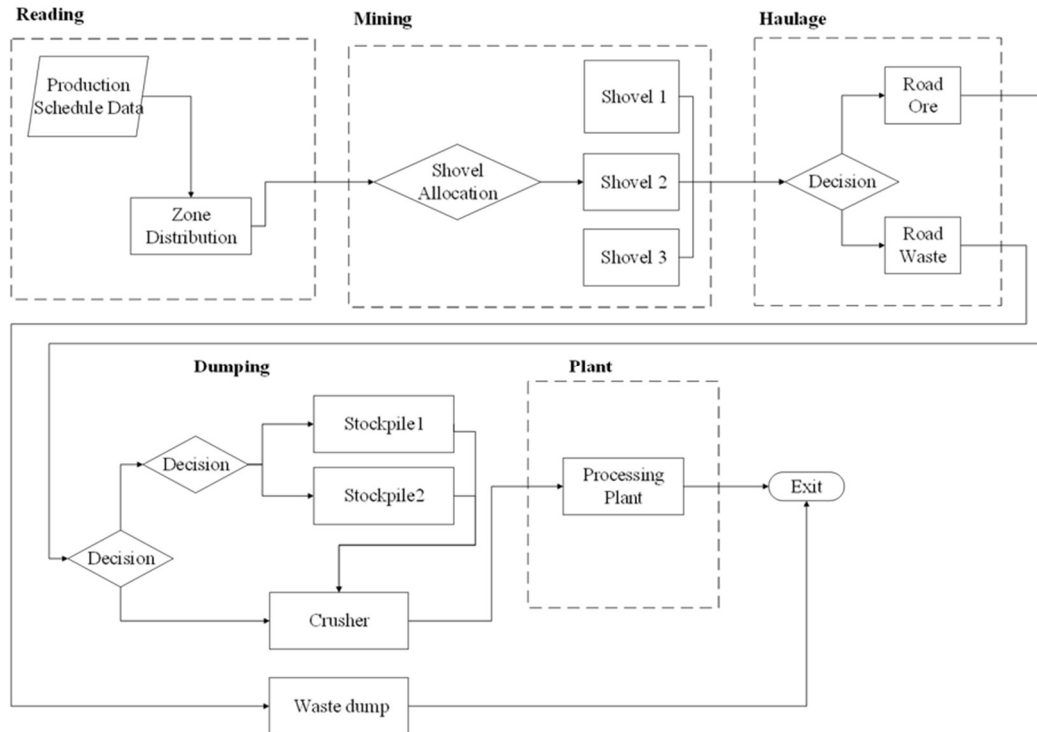 Reading
Mining
Haulage
Production
Schedule Data
Zone
Distribution
Shovel
Allocation
Shovel 1
Shovel 2
Shovel 3
Decision
Road
Ore
Road
Waste
Dumping
Plant
Decision
Stockpile1
Stockpile2
Decision
Crusher
Waste dump
Processing
Plant
Exit